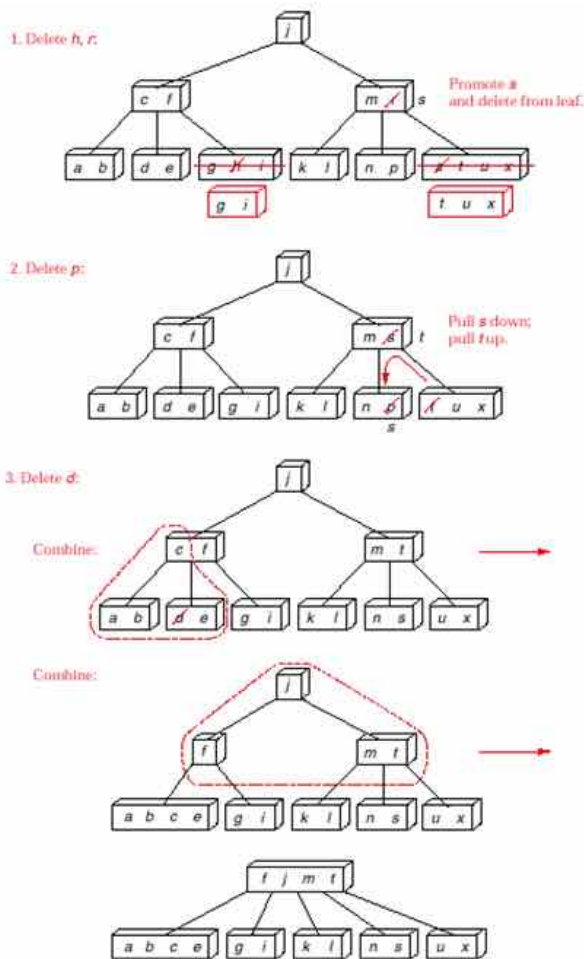 1. Delete h, r:
j
c f
m r s
Promote s
and delete from leaf.
a b
d e
g h i
k l
n p
s t u x
g i
t u x
2. Delete p:
j
c f
m s t
Pull s down;
pull t up.
a b
d e
g i
k l
n p
t u x
s
3. Delete d:
j
Combine:
c f
m t
a b
d e
g i
k l
n s
u x
Combine:
j
f
m t
a b c e
g i
k l
n s
u x
f j m t
a b c e
g i
k l
n s
u x